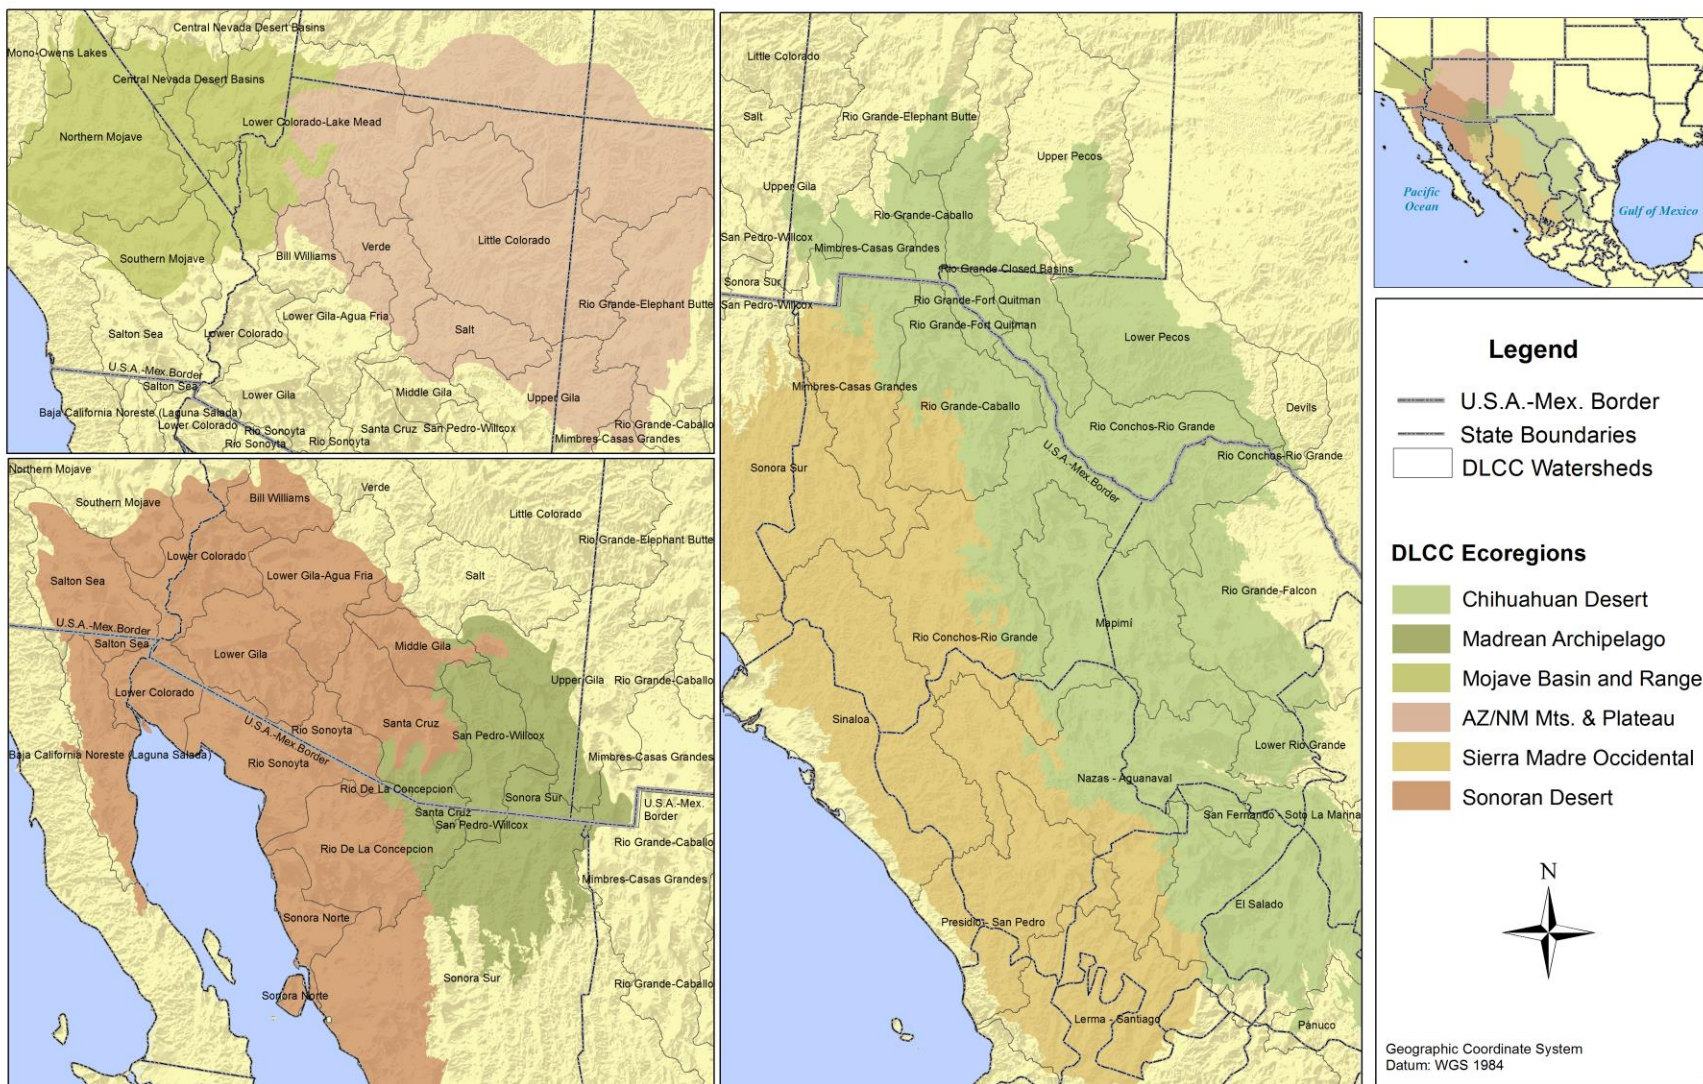 Central Nevada Desert Basins
Mono-Owens Lakes
Central Nevada Desert Basins
Northern Mojave
Lower Colorado-Lake Mead
Southern Mojave
Bill Williams
Verde
Little Colorado
Rio Grande-Elephant Butte
Salton Sea
Lower Colorado
Lower Gila-Agua Fria
Salt
U.S.A.-Mex.Border
Salton Sea
Lower Gila
Middle Gila
Upper Gila
Baja California Noreste (Laguna Salada)
Lower Colorado
Rio Sonoyta
Rio Sonoyta
Rio Sonoyta
Santa Cruz
San Pedro-Willcox
Rio Grande-Caballo
Mimbres-Casas Grandes
Northern Mojave
Southern Mojave
Bill Williams
Verde
Little Colorado
Rio Grande-Elephant Butte
Lower Colorado
Salton Sea
Lower Gila-Agua Fria
Salt
U.S.A.-Mex.Border
Salton Sea
Lower Gila
Middle Gila
Upper Gila
Rio Grande-Caballo
Lower Colorado
Rio Sonoyta
Santa Cruz
San Pedro-Willcox
U.S.A.-Mex.Border
Baja California Noreste (Laguna Salada)
Rio Sonoyta
Mimbres-Casas Grandes
Rio De La Concepcion
Sonora Sur
Santa Cruz
San Pedro-Willcox
U.S.A.-Mex.
Border
Rio De La Concepcion
Rio Grande-Caballo
Mimbres-Casas Grandes
Sonora Norte
Sonora Sur
Sonora Norte
Rio Grande-Caballo
Little Colorado
Salt
Rio Grande-Elephant Butte
Upper Pecos
Upper Gila
Rio Grande-Caballo
San Pedro-Willcox
Mimbres-Casas Grandes
Rio Grande Closed Basins
Sonora Sur
San Pedro-Willcox
Rio Grande-Fort Quitman
Rio Grande-Fort Quitman
Lower Pecos
Mimbres-Casas Grandes
Rio Grande-Caballo
Devils
Rio Conchos-Rio Grande
Rio Conchos-Rio Grande
Sonora Sur
U.S.A.-Mex.Border
Rio Grande-Falcon
Mapimí
Rio Conchos-Rio Grande
Sinaloa
Lower Rio Grande
Nazas - Aguanaval
San Fernando - Soto La Marina
El Salado
Presidio - San Pedro
Lerma - Santiago
Pánuco
Pacific
Ocean
Gulf of Mexico
Legend
U.S.A.-Mex. Border
State Boundaries
DLCC Watersheds
DLCC Ecoregions
Chihuahuan Desert
Madrean Archipelago
Mojave Basin and Range
AZ/NM Mts. & Plateau
Sierra Madre Occidental
Sonoran Desert
N
Geographic Coordinate System
Datum: WGS 1984